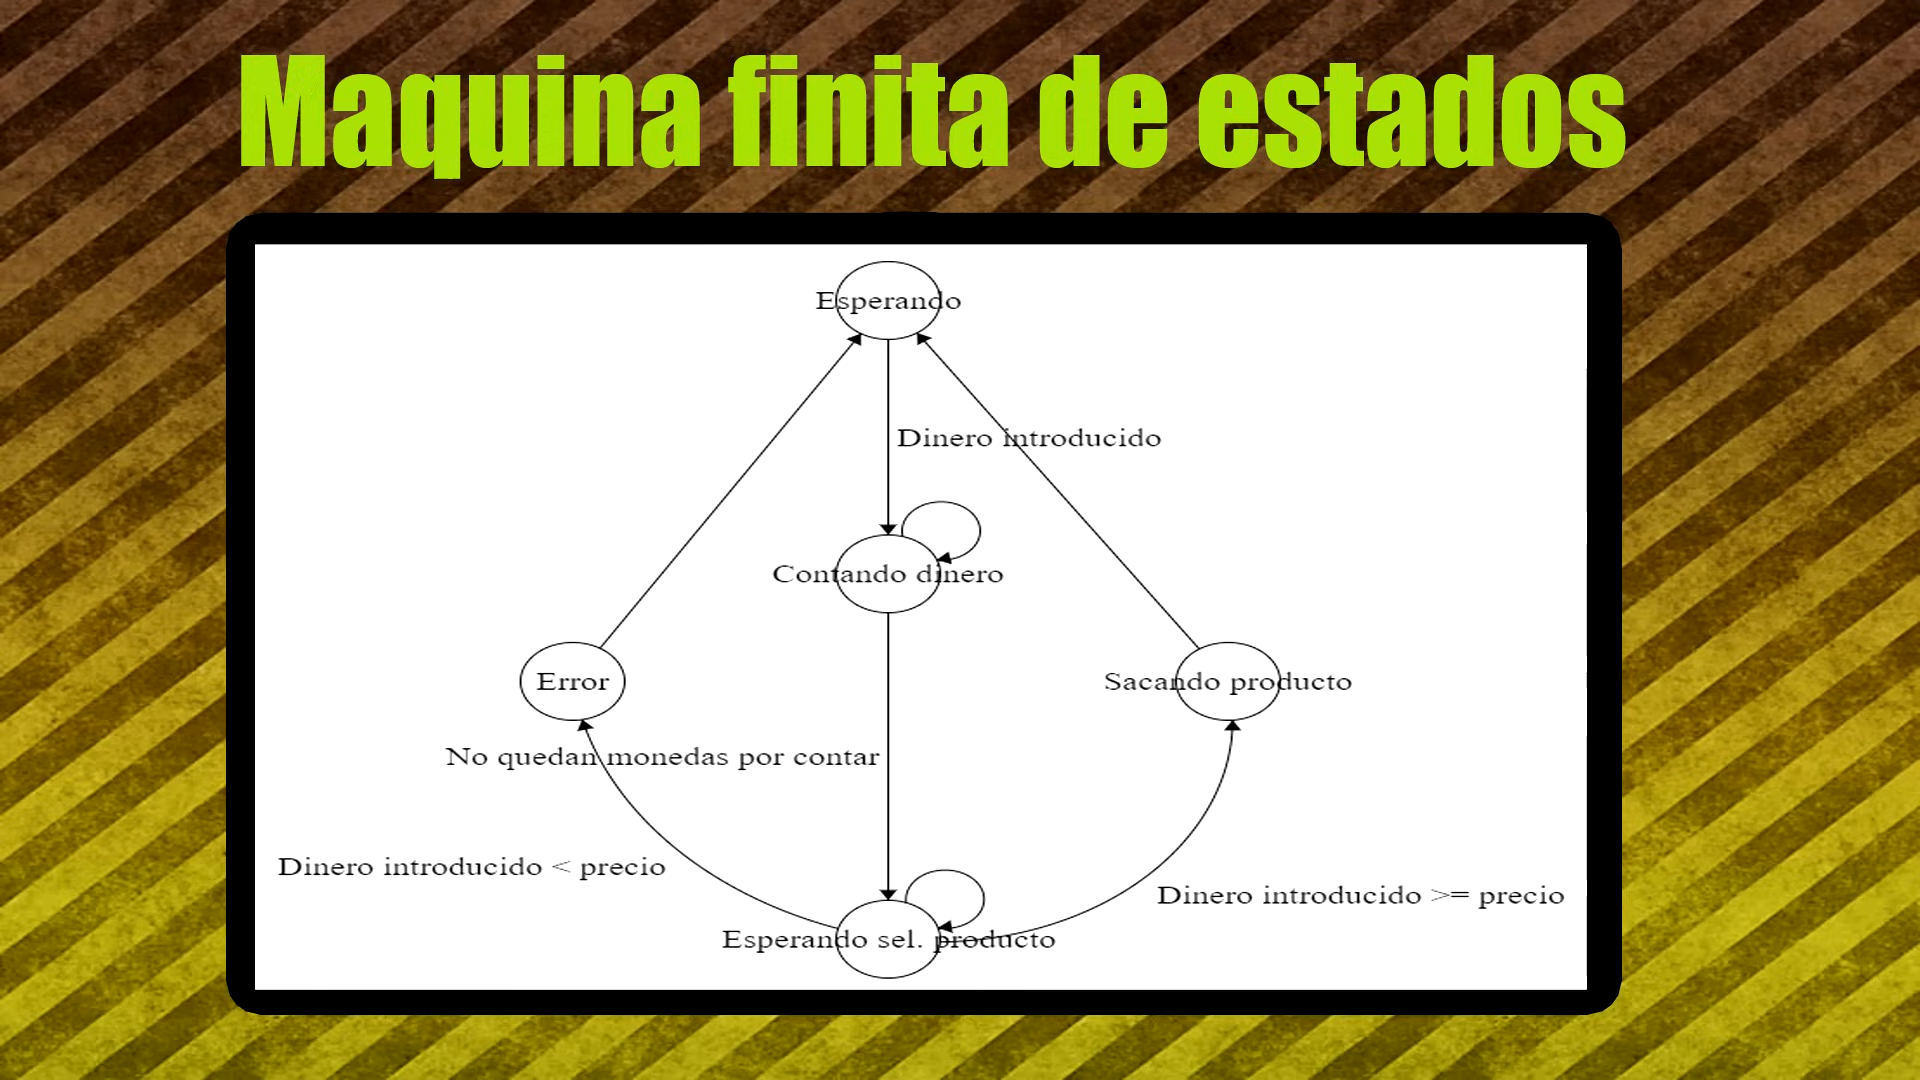 Maquina finita de estados
Esperando
Dinero introducido
Contando dinero
Error
Sacando producto
No quedan monedas por contar
Dinero introducido < precio
Dinero introducido >= precio
Esperando sel. producto